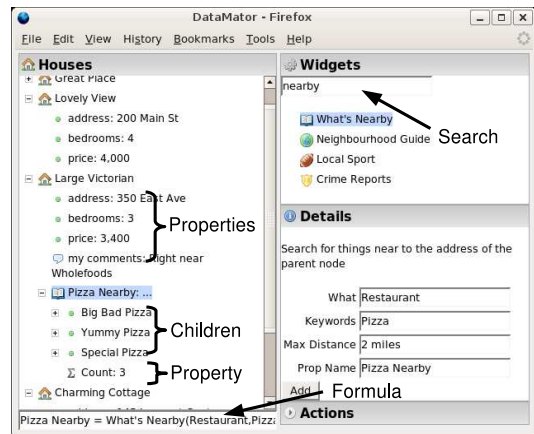 DataMator - Firefox
File Edit View History Bookmarks Tools Help
Houses
Great Place
Lovely View
address: 200 Main St
bedrooms: 4
price: 4,000
Large Victorian
address: 350 East Ave
bedrooms: 3
price: 3,400
my comments: Right near
Wholefoods
Properties
Pizza Nearby: ...
Big Bad Pizza
Yummy Pizza
Special Pizza
Children
Σ Count: 3
Property
Charming Cottage
Pizza Nearby = What's Nearby(Restaurant,Pizza
Formula
Widgets
nearby
Search
What's Nearby
Neighbourhood Guide
Local Sport
Crime Reports
Details
Search for things near to the address of the
parent node
What Restaurant
Keywords Pizza
Max Distance 2 miles
Prop Name Pizza Nearby
Add
Actions